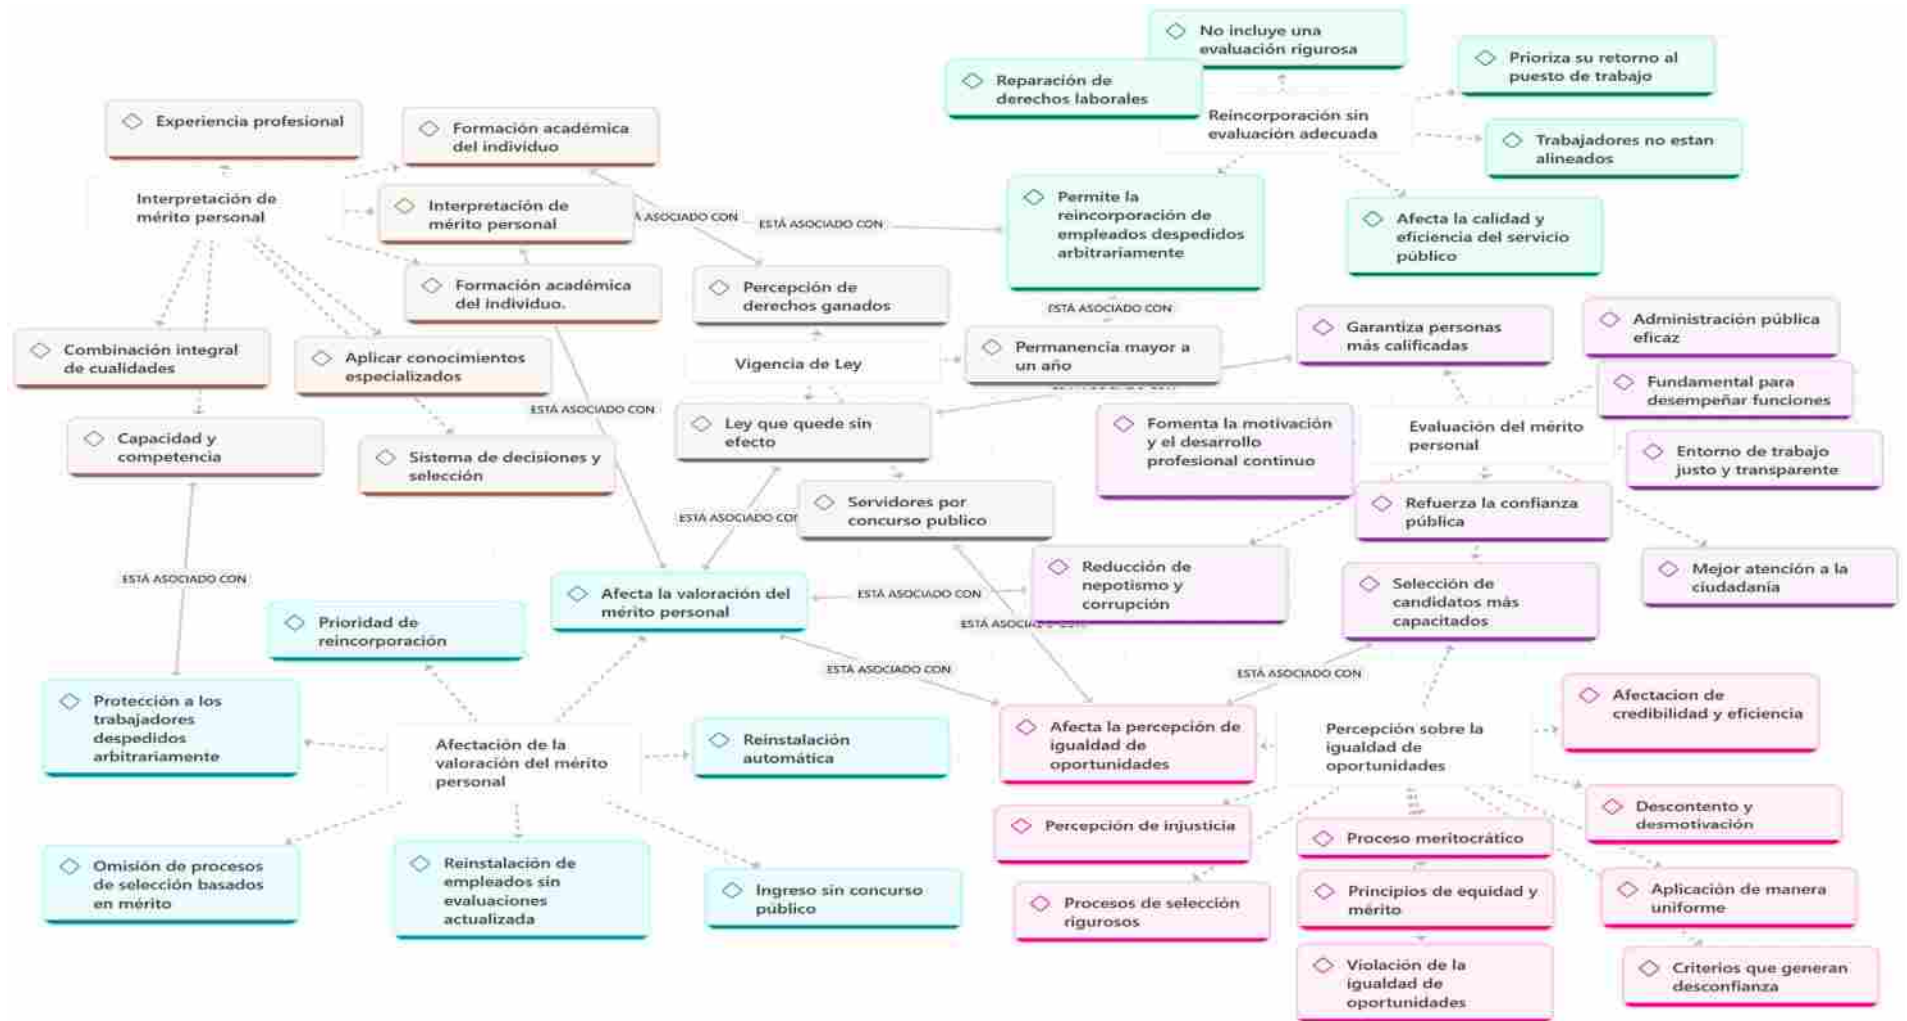 No incluye una
evaluación rigurosa
Prioriza su retorno al
puesto de trabajo
Reparación de
derechos laborales
Reincorporación sin
evaluación adecuada
Trabajadores no estan
alineados
Experiencia profesional
Formación académica
del individuo
Interpretación de
mérito personal
Interpretación de
mérito personal
ASOCIADO CON
ESTÁ ASOCIADO CON
Permite la
reincorporación de
empleados despedidos
arbitrariamente
Afecta la calidad y
eficiencia del servicio
público
Formación académica
del individuo.
Percepción de
derechos ganados
ESTÁ ASOCIADO CON
Garantiza personas
más calificadas
Administración pública
eficaz
Combinación integral
de cualidades
Aplicar conocimientos
especializados
Vigencia de Ley
Permanencia mayor a
un año
Fundamental para
desempeñar funciones
ESTÁ ASOCIADO CON
Capacidad y
competencia
Sistema de decisiones y
selección
Ley que quede sin
efecto
Fomenta la motivación
y el desarrollo
profesional continuo
Evaluación del mérito
personal
Entorno de trabajo
justo y transparente
Servidores por
concurso publico
ESTÁ ASOCIADO CON
Refuerza la confianza
pública
ESTÁ ASOCIADO CON
Afecta la valoración del
mérito personal
ESTÁ ASOCIADO CON
Reducción de
nepotismo y
corrupción
Selección de
candidatos más
capacitados
Mejor atención a la
ciudadanía
Prioridad de
reincorporación
ESTÁ
ESTÁ ASOCIADO CON
ESTÁ ASOCIADO CON
Protección a los
trabajadores
despedidos
arbitrariamente
Afectación de la
valoración del mérito
personal
Reinstalación
automática
Afecta la percepción de
igualdad de
oportunidades
Percepción sobre la
igualdad de
oportunidades
Afectacion de
credibilidad y eficiencia
Percepción de injusticia
Proceso meritocrático
Descontento y
desmotivación
Omisión de procesos
de selección basados
en mérito
Reinstalación de
empleados sin
evaluaciones
actualizada
Ingreso sin concurso
público
Procesos de selección
rigurosos
Principios de equidad y
mérito
Aplicación de manera
uniforme
Violación de la
igualdad de
oportunidades
Criterios que generan
desconfianza